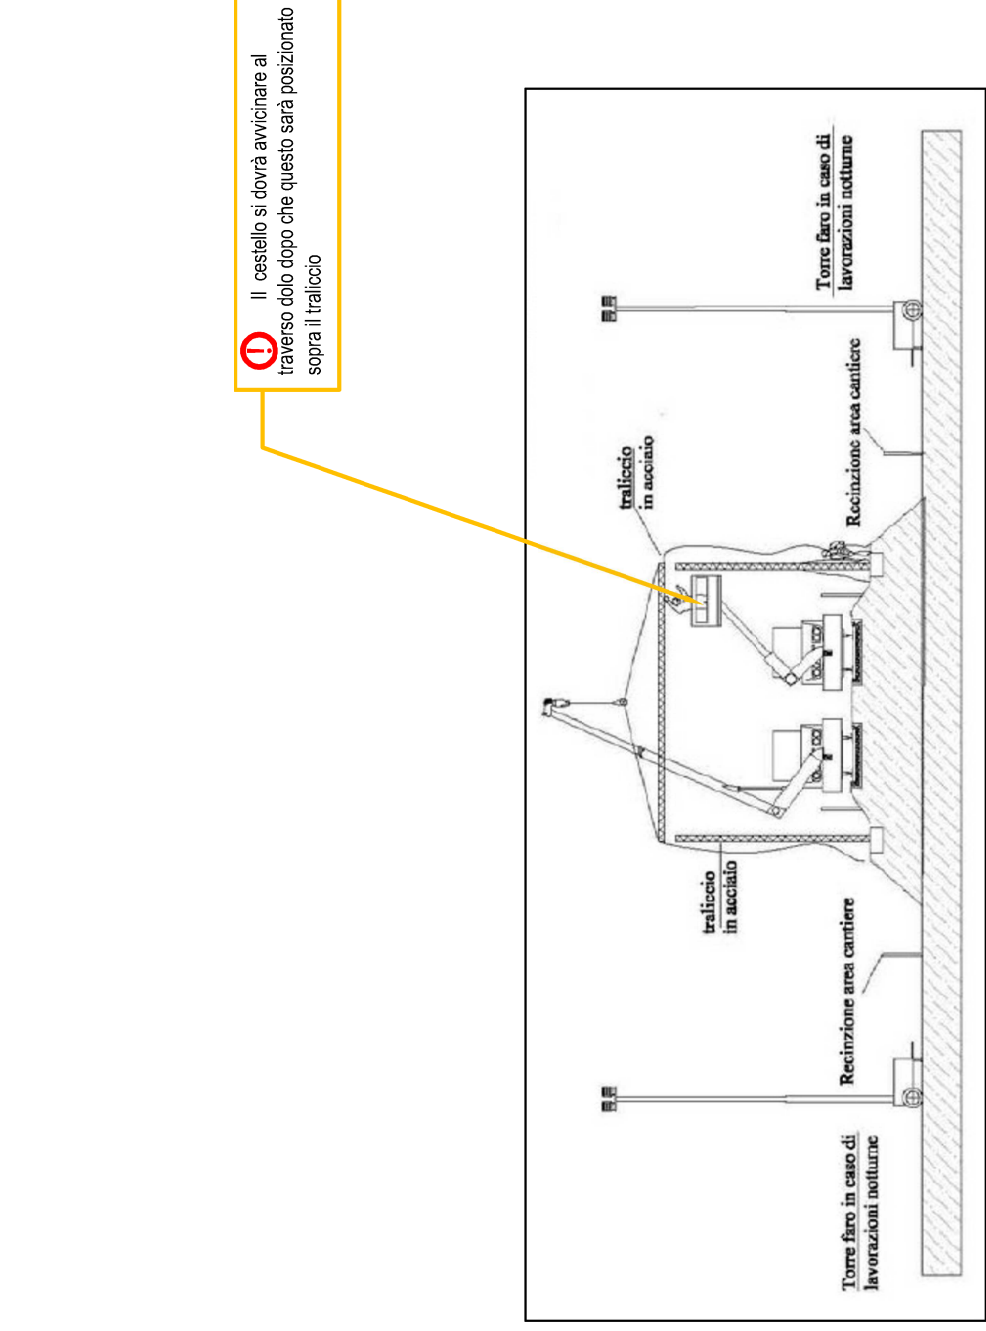 Il cestello si dovrà avvicinare al
traverso dolo dopo che questo sarà posizionato
sopra il traliccio
Torre faro in caso di
lavorazioni notturne
Recinzione area cantiere
traliccio
in acciaio
traliccio
in acciaio
Recinzione area cantiere
Torre faro in caso di
lavorazioni notturne